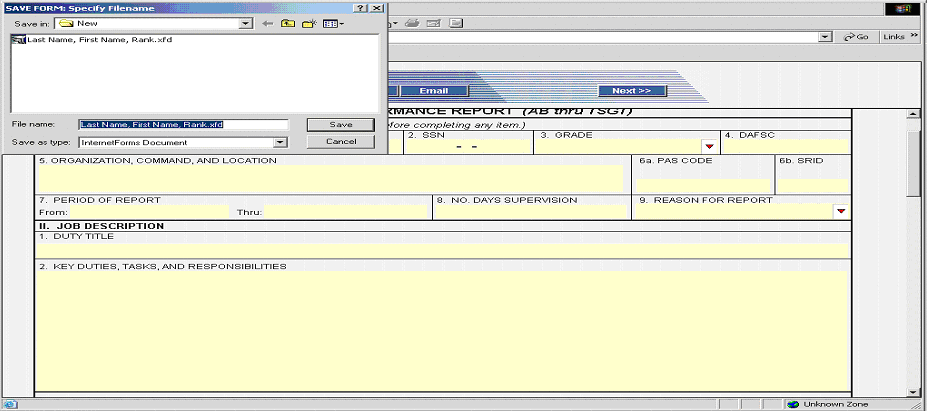 SAVE FORM: Specify Filename
Save in: New
Last Name, First Name, Rank.xfd
File name: Last Name, First Name, Rank.xfd Save
Save as type: InternetForms Document Cancel
Go Links »
Email Next >>
RMANCE REPORT (AB thru TSGT)
efore completing any item.)
2. SSN 3. GRADE 4. DAFSC
- -
5. ORGANIZATION, COMMAND, AND LOCATION 6a. PAS CODE 6b. SRID
7. PERIOD OF REPORT 8. NO. DAYS SUPERVISION 9. REASON FOR REPORT
From: Thru:
II. JOB DESCRIPTION
1. DUTY TITLE
2. KEY DUTIES, TASKS, AND RESPONSIBILITIES
Unknown Zone